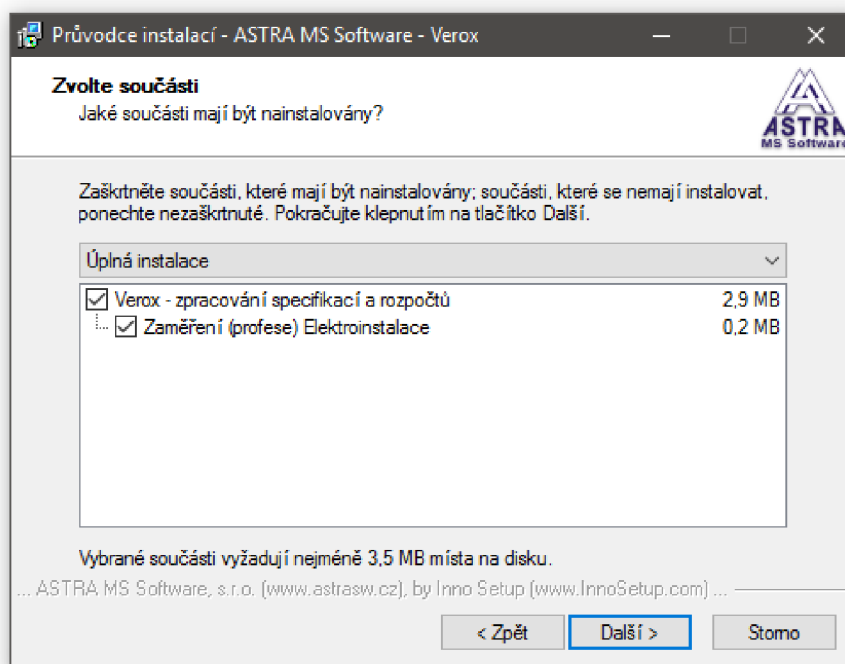 Průvodce instalací - ASTRA MS Software - Verox
Zvolte součásti
Jaké součásti mají být nainstalovány?
ASTRA
MS Software
Zaškrtněte součásti, které mají být nainstalovány; součásti, které se nemají instalovat,
ponechte nezaškrtnuté. Pokračujte klepnutím na tlačítko Další.
Úplná instalace
Verox - zpracování specifikací a rozpočtů 2,9 MB
Zaměření (profese) Elektroinstalace 0,2 MB
Vybrané součásti vyžadují nejméně 3,5 MB místa na disku.
... ASTRA MS Software, s.r.o. (www.astrasw.cz), by Inno Setup (www.InnoSetup.com) ...
< Zpět Další > Storno